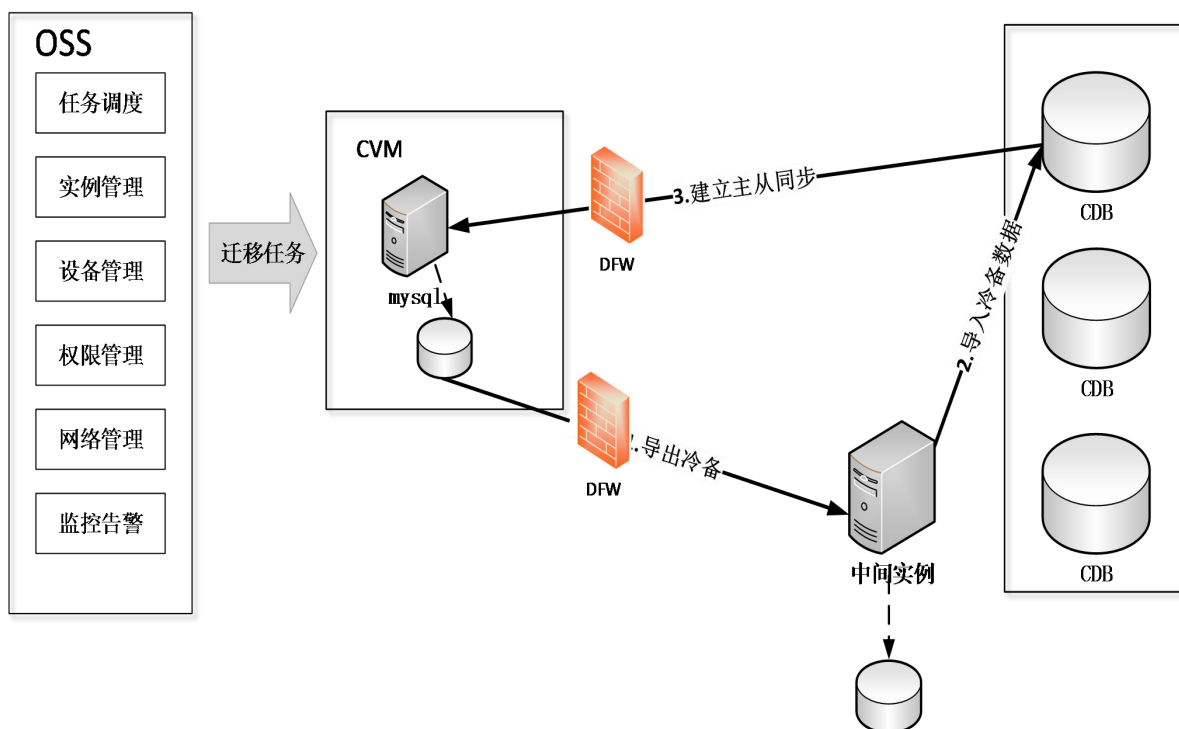 OSS
任务调度
实例管理
设备管理
权限管理
网络管理
监控告警
迁移任务
CVM
mysql
DFW
3.建立主从同步
DFW
1.导出冷备
2.导入冷备数据
中间实例
CDB
CDB
CDB